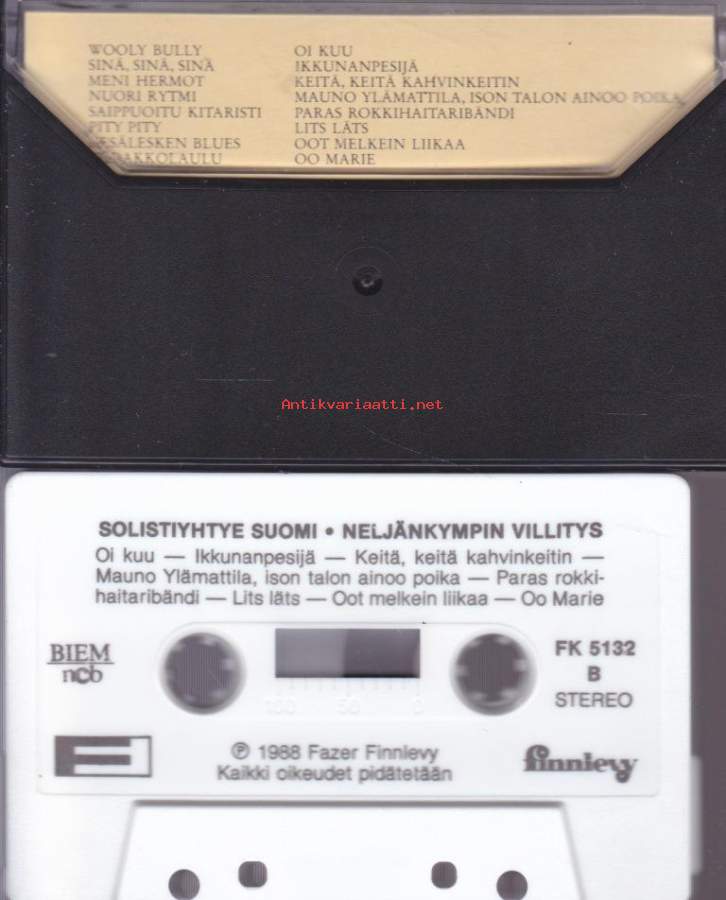 WOOLY BULLY
SINÄ, SINÄ, SINÄ
MENI HERMOT
NUORI RYTMI
SAIPPUOITU KITARISTI
PITY PITY
BLUES
OI KUU
IKKUNANPESIJÄ
KEITÄ, KEITÄ KAHVINKEITIN
MAUNO YLÄMATTILA, ISON TALON AINOO POIKA
PARAS ROKKIHAITARIBÄNDI
LITS LÄTS
OOT MELKEIN LIIKAA
OO MARIE
Antikvariaatti.net
SOLISTIYHTYE SUOMI • NELJÄNKYMPIN VILLITYS
Oi kuu — Ikkunanpesijä — Keitä, keitä kahvinkeitin —
Mauno Ylämattila, ison talon ainoo poika — Paras rokki-
haitaribändi — Lits läts — Oot melkein liikaa — Oo Marie
BIEM
ncb
FK 5132
B
STEREO
100 50 0
℗ 1988 Fazer Finnlevy
Kaikki oikeudet pidätetään
finnlevy